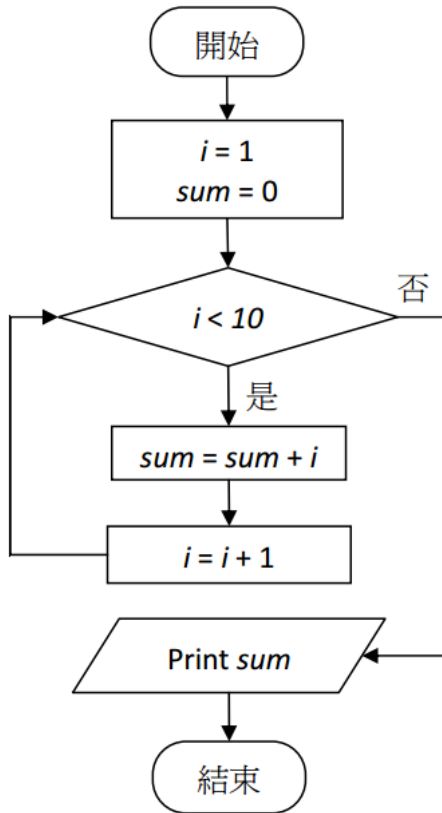 開始
i = 1
sum = 0
i < 10
否
是
sum = sum + i
i = i + 1
Print sum
結束